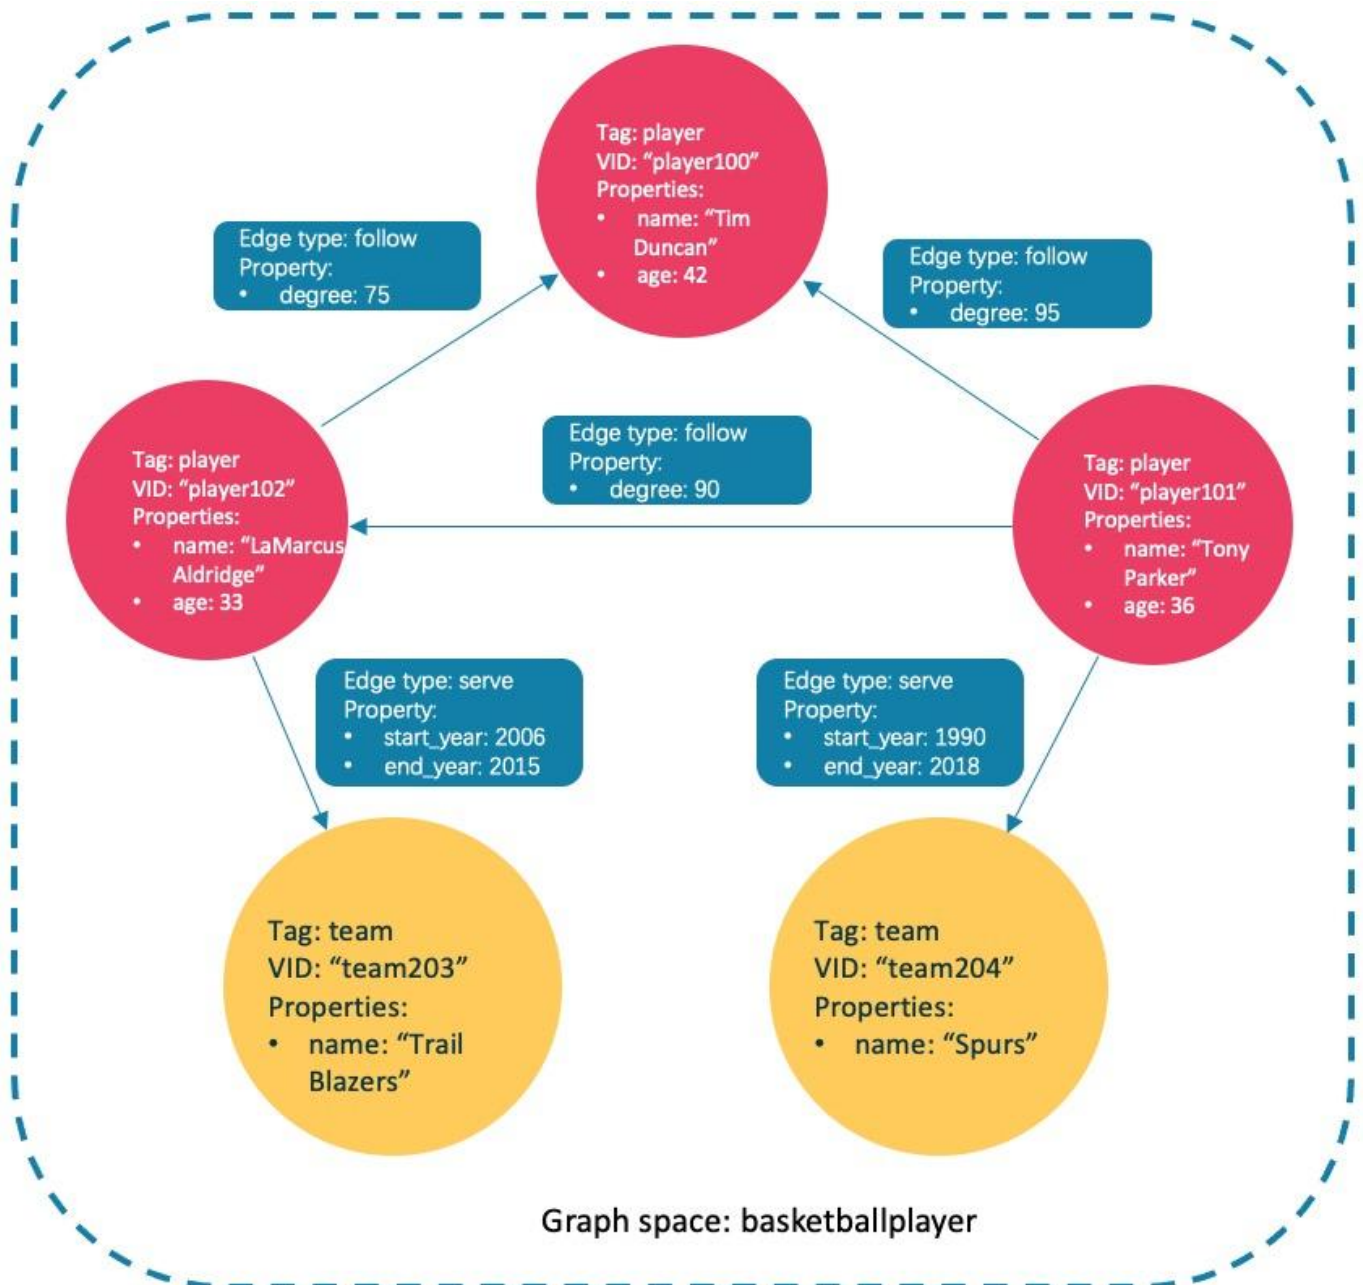 Tag: player
VID: “player100”
Properties:
• name: “Tim
Duncan”
• age: 42
Edge type: follow
Property:
• degree: 75
Edge type: follow
Property:
• degree: 95
Edge type: follow
Property:
• degree: 90
Tag: player
VID: “player102”
Properties:
• name: “LaMarcus
Aldridge”
• age: 33
Tag: player
VID: “player101”
Properties:
• name: “Tony
Parker”
• age: 36
Edge type: serve
Property:
• start_year: 2006
• end_year: 2015
Edge type: serve
Property:
• start_year: 1990
• end_year: 2018
Tag: team
VID: “team203”
Properties:
• name: “Trail
Blazers”
Tag: team
VID: “team204”
Properties:
• name: “Spurs”
Graph space: basketballplayer